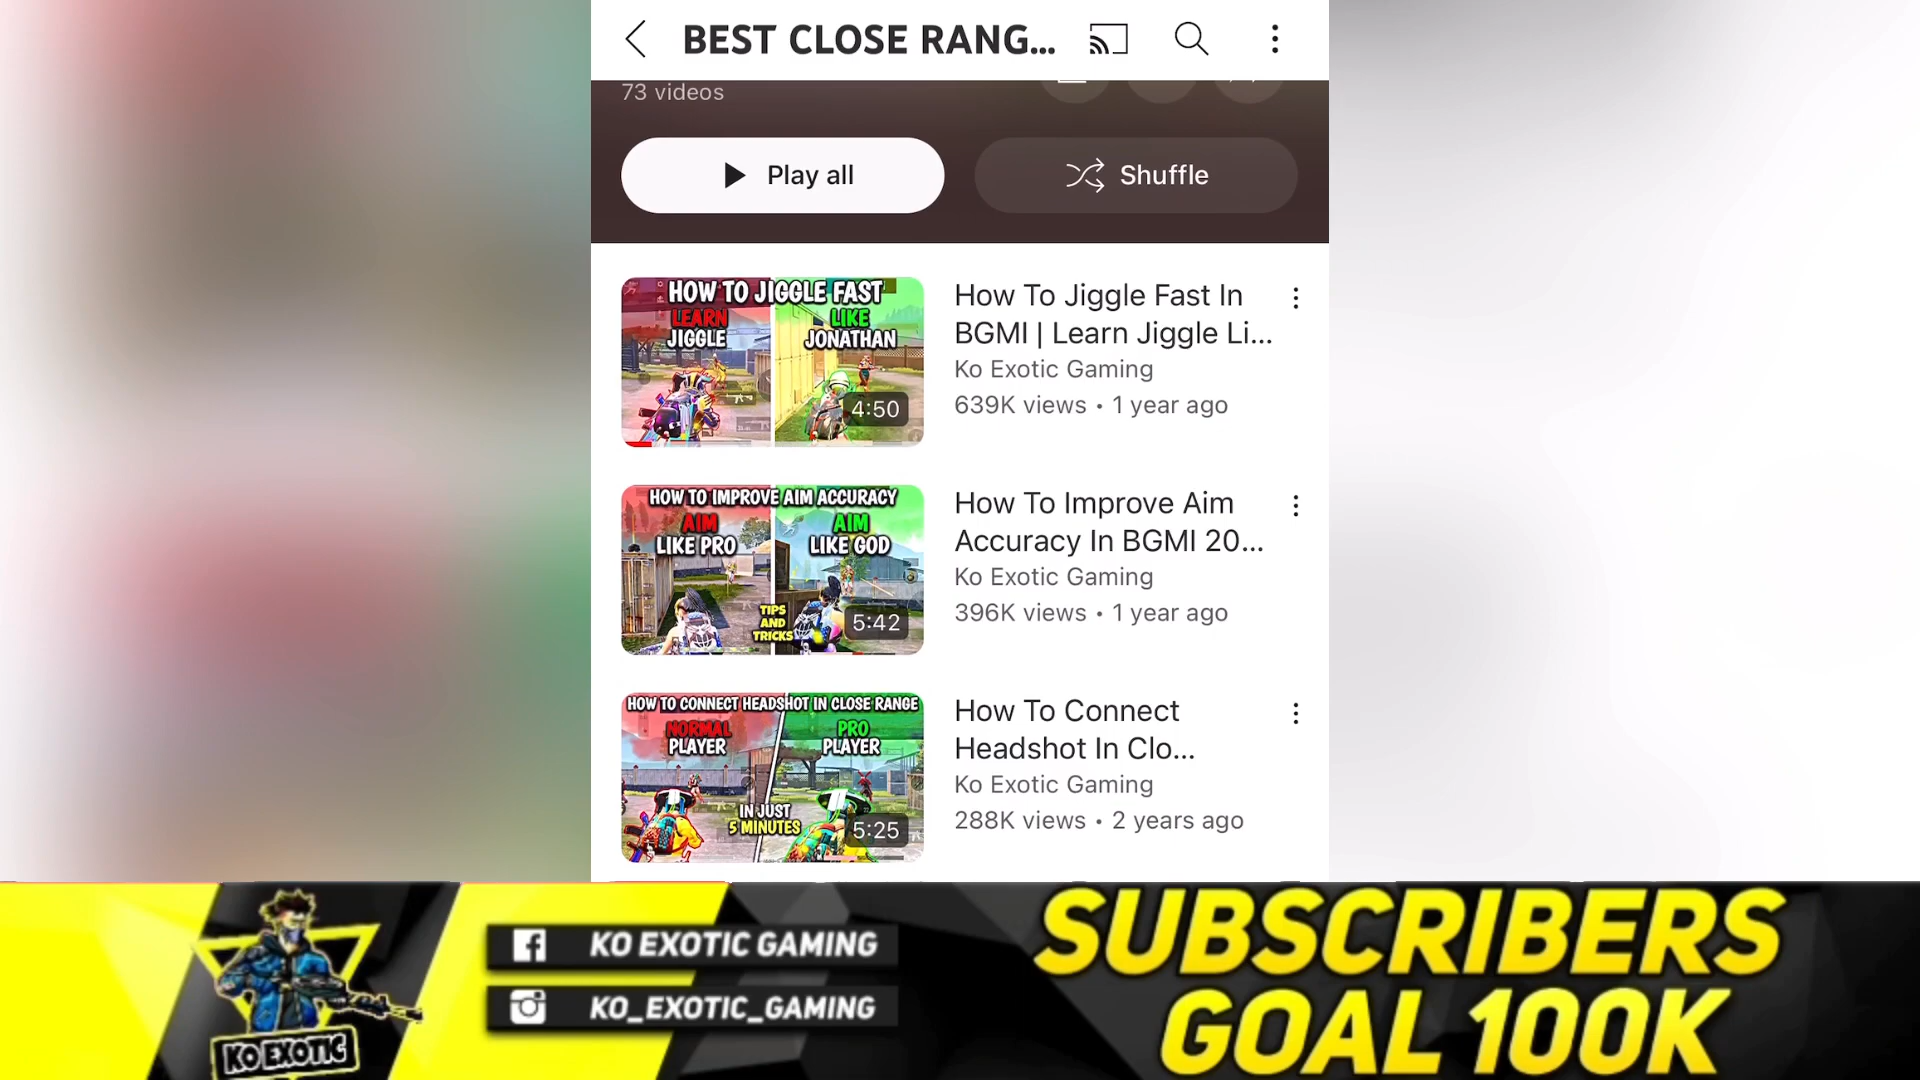 BEST CLOSE RANG...
73 videos
Play all
Shuffle
HOW TO JIGGLE FAST
LEARN
JIGGLE
LIKE
JONATHAN
4:50
How To Jiggle Fast In
BGMI | Learn Jiggle Li...
Ko Exotic Gaming
639K views • 1 year ago
HOW TO IMPROVE AIM ACCURACY
AIM
LIKE PRO
AIM
LIKE GOD
TIPS
AND
TRICKS
5:42
How To Improve Aim
Accuracy In BGMI 20...
Ko Exotic Gaming
396K views • 1 year ago
HOW TO CONNECT HEADSHOT IN CLOSE RANGE
NORMAL
PLAYER
PRO
PLAYER
IN JUST
5 MINUTES
5:25
How To Connect
Headshot In Clo...
Ko Exotic Gaming
288K views • 2 years ago
KO EXOTIC
KO EXOTIC GAMING
KO_EXOTIC_GAMING
SUBSCRIBERS
GOAL 100K